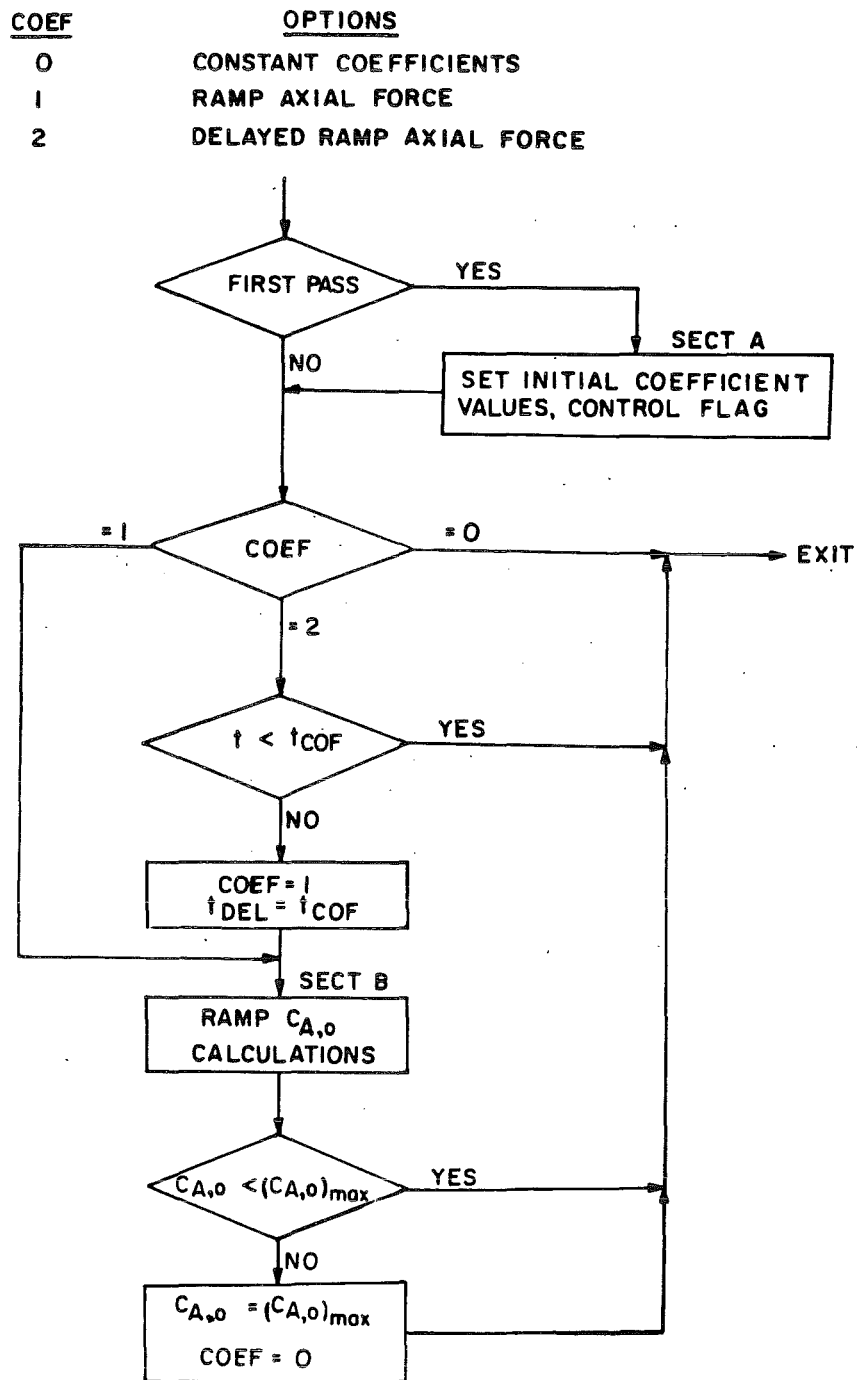 COEF OPTIONS
0 CONSTANT COEFFICIENTS
1 RAMP AXIAL FORCE
2 DELAYED RAMP AXIAL FORCE
FIRST PASS
YES
NO
SECT A
SET INITIAL COEFFICIENT
VALUES, CONTROL FLAG
=1
COEF
=0
EXIT
=2
t < tCOF
YES
NO
COEF=1
tDEL = tCOF
SECT B
RAMP CA,o
CALCULATIONS
CA,o <(CA,o)max
YES
NO
CA,o =(CA,o)max
COEF = 0